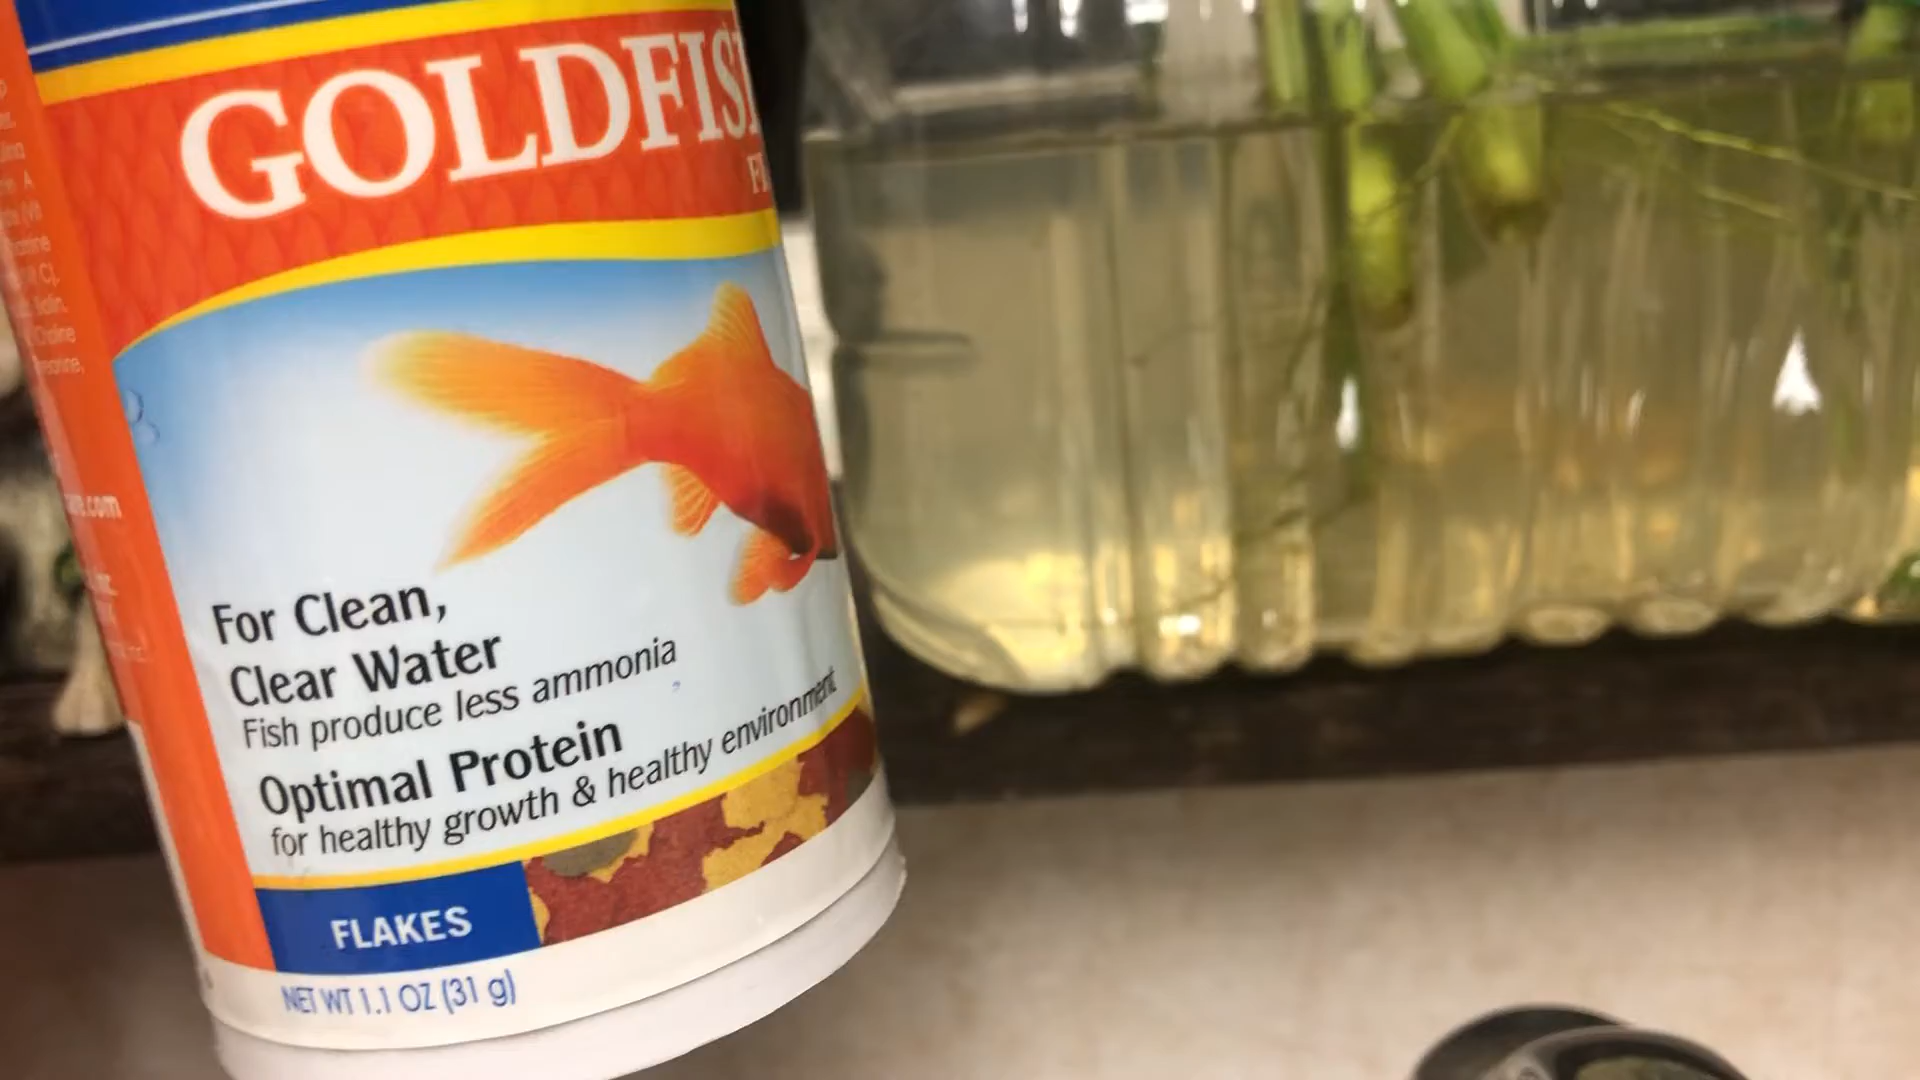 GOLDFIS
For Clean,
Clear Water
Fish produce less ammonia
Optimal Protein
for healthy growth & healthy environment
FLAKES
NET WT 1.1 OZ (31 g)